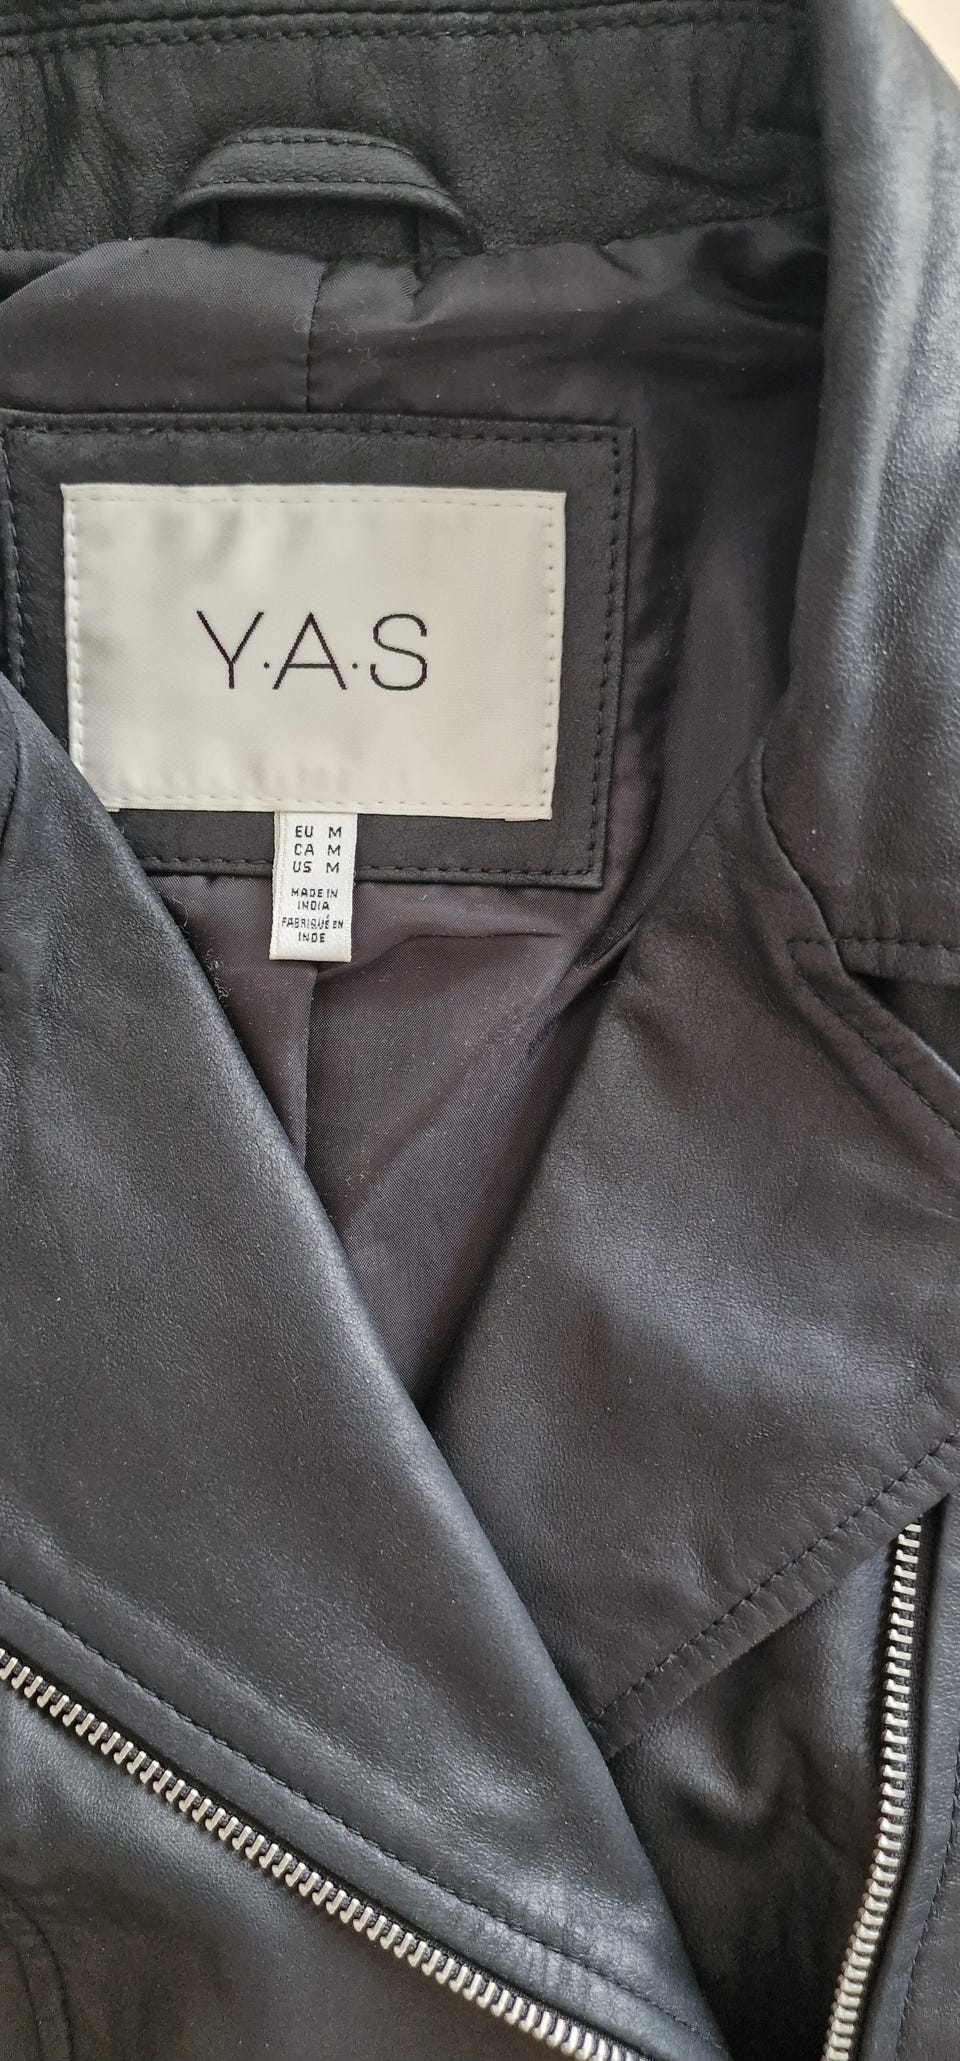 Y.A.S
EU M
CA M
US M
MADE IN
INDIA
FABRIQUÉ EN
INDE